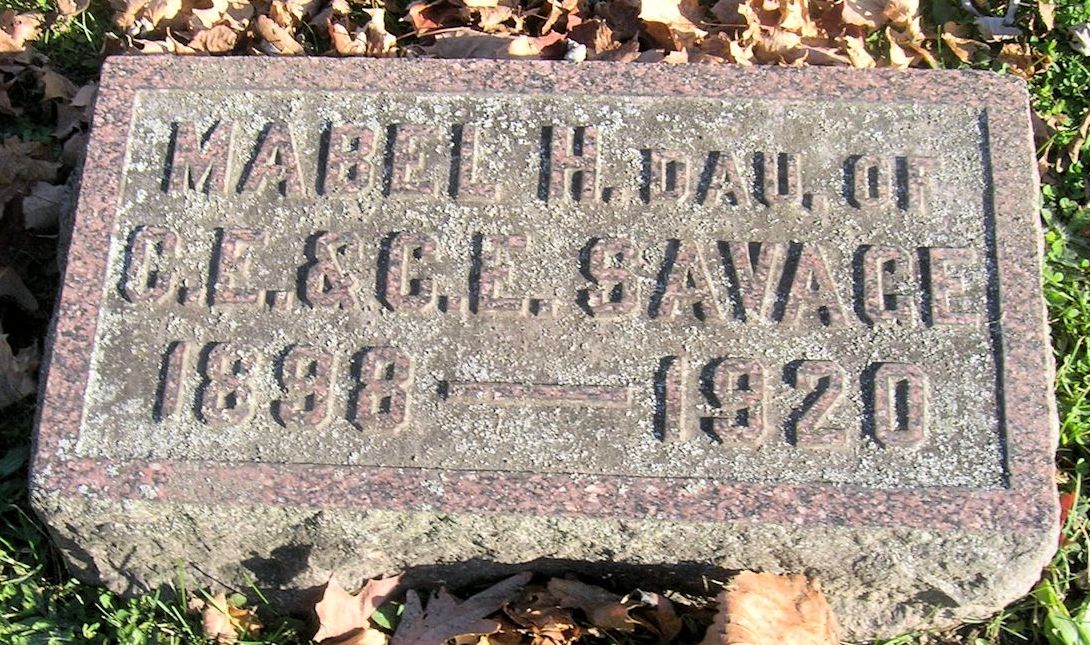 MABEL H. DAU. OF
C.E. & C.E. SAVAGE
1898 — 1920